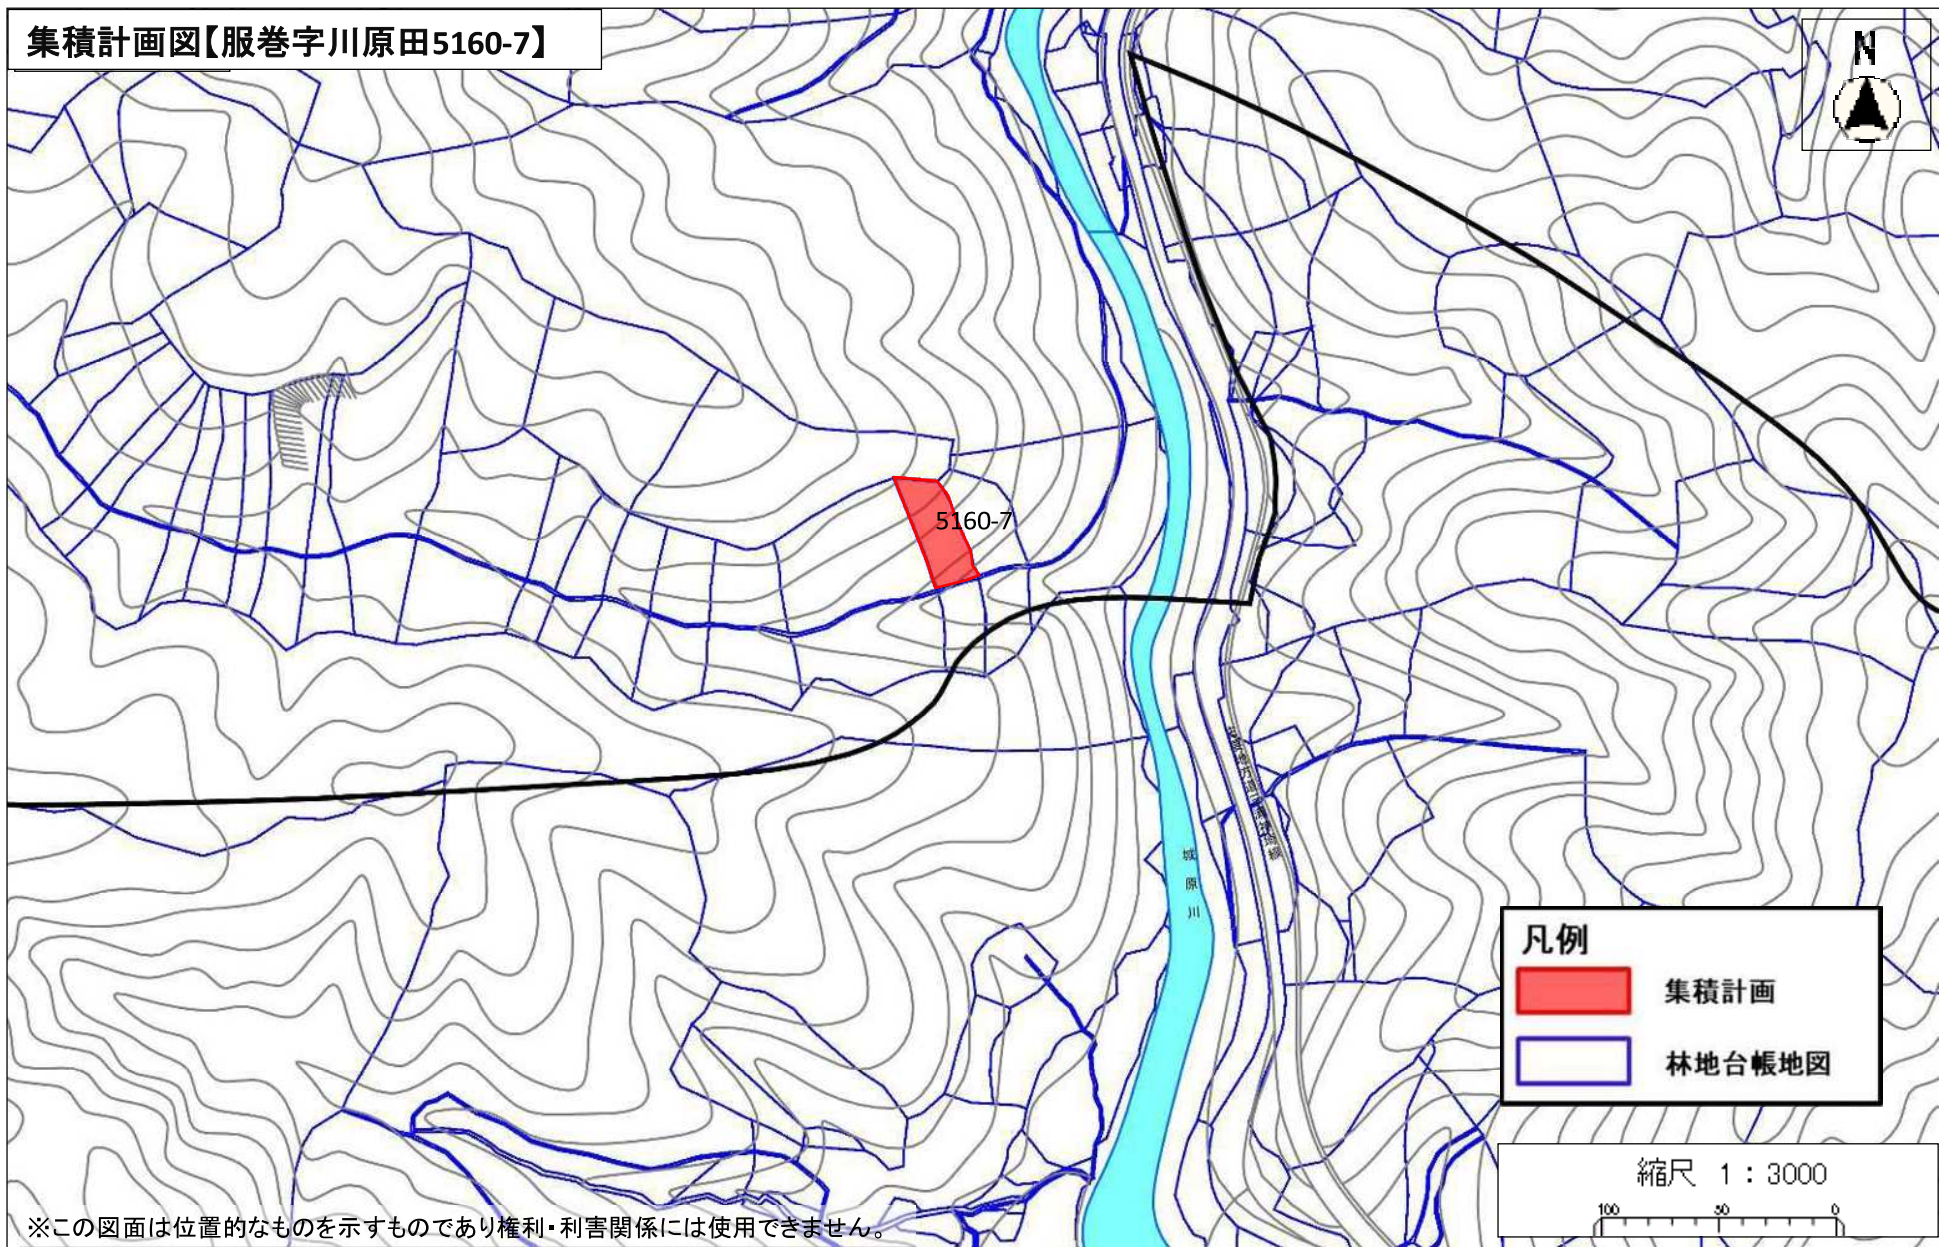 集積計画図【服巻字川原田5160-7】
N
5160-7
城原川
凡例
集積計画
林地台帳地図
縮尺 1：3000
100 50 0
※この図面は位置的なものを示すものであり権利・利害関係には使用できません。